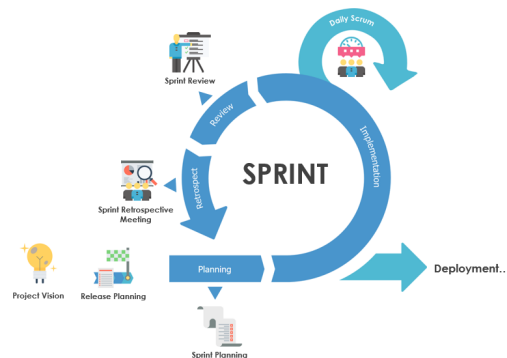 Daily Scrum
Sprint Review
Review
Implementation
SPRINT
Retrospect
Sprint Retrospective
Meeting
Planning
Deployment..
Project Vision
Release Planning
Sprint Planning